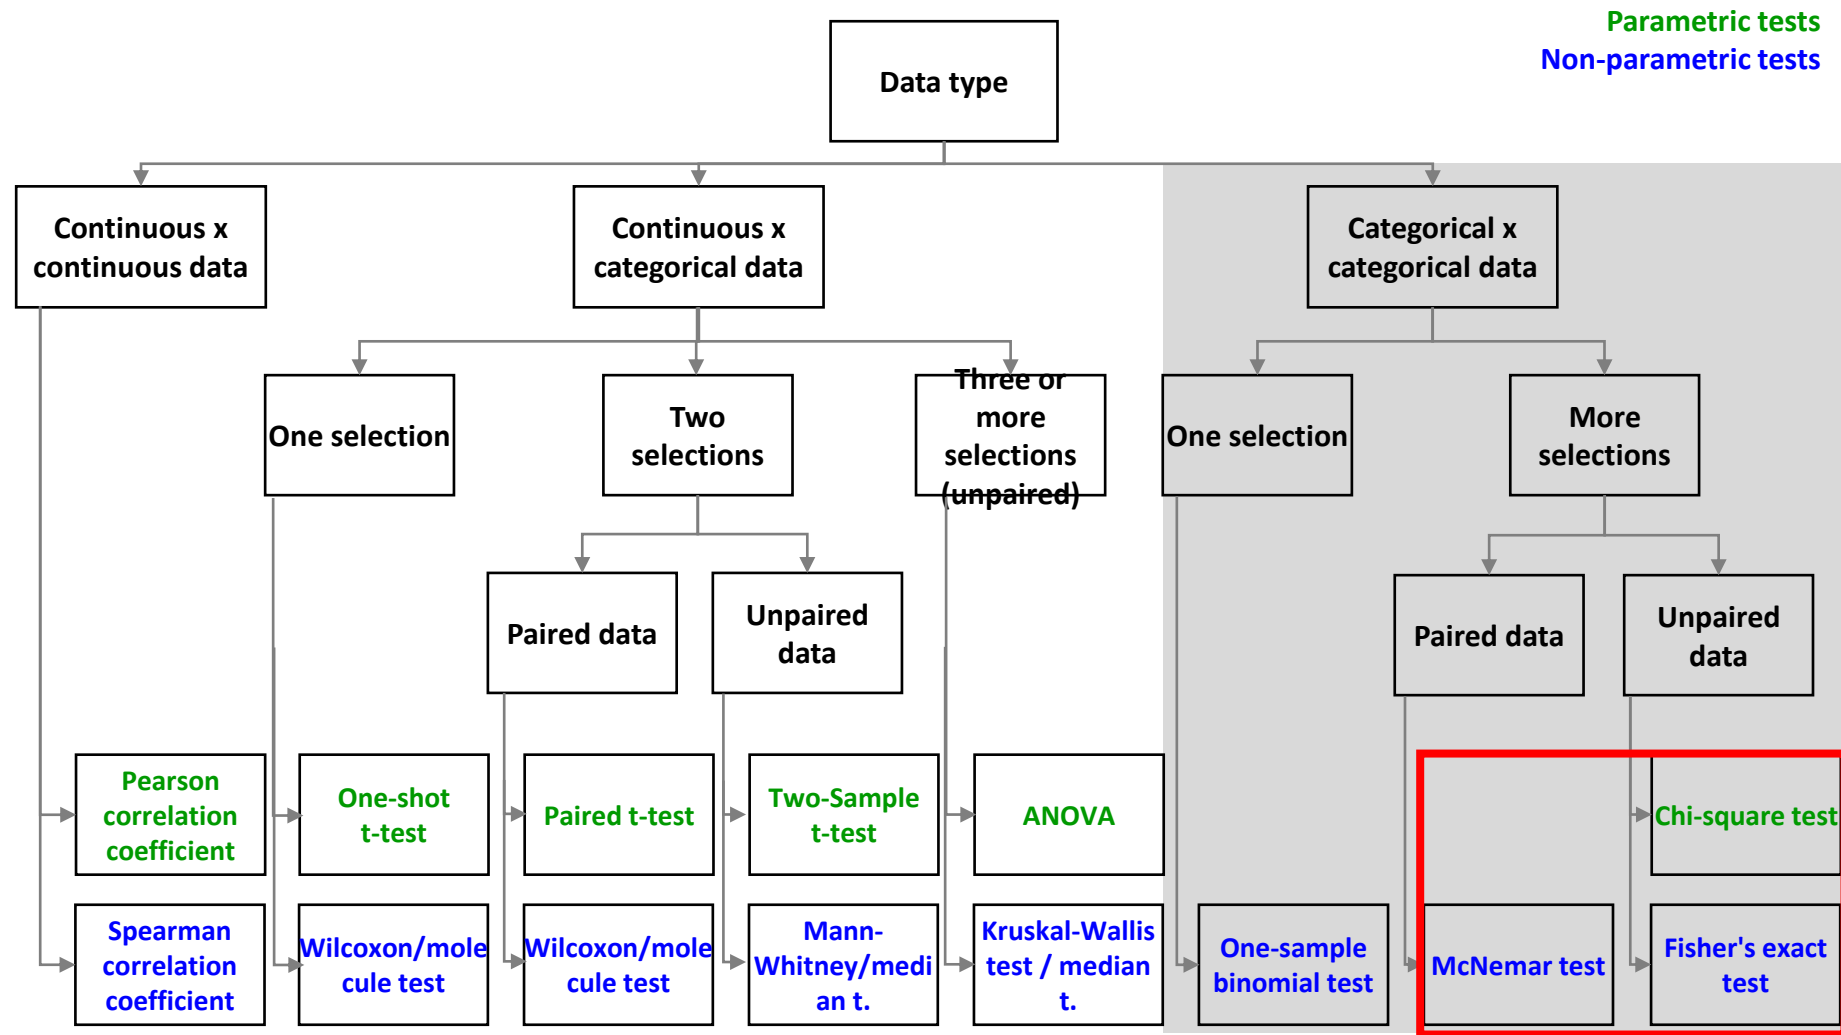 Parametric tests
Non-parametric tests
Data type
Continuous x
continuous data
Continuous x
categorical data
Categorical x
categorical data
One selection
Two
selections
Three or
more
selections
(unpaired)
One selection
More
selections
Paired data
Unpaired
data
Paired data
Unpaired
data
Pearson
correlation
coefficient
One-shot
t-test
Paired t-test
Two-Sample
t-test
ANOVA
Chi-square test
Spearman
correlation
coefficient
Wilcoxon/mole
cule test
Wilcoxon/mole
cule test
Mann-
Whitney/medi
an t.
Kruskal-Wallis
test / median
t.
One-sample
binomial test
McNemar test
Fisher's exact
test